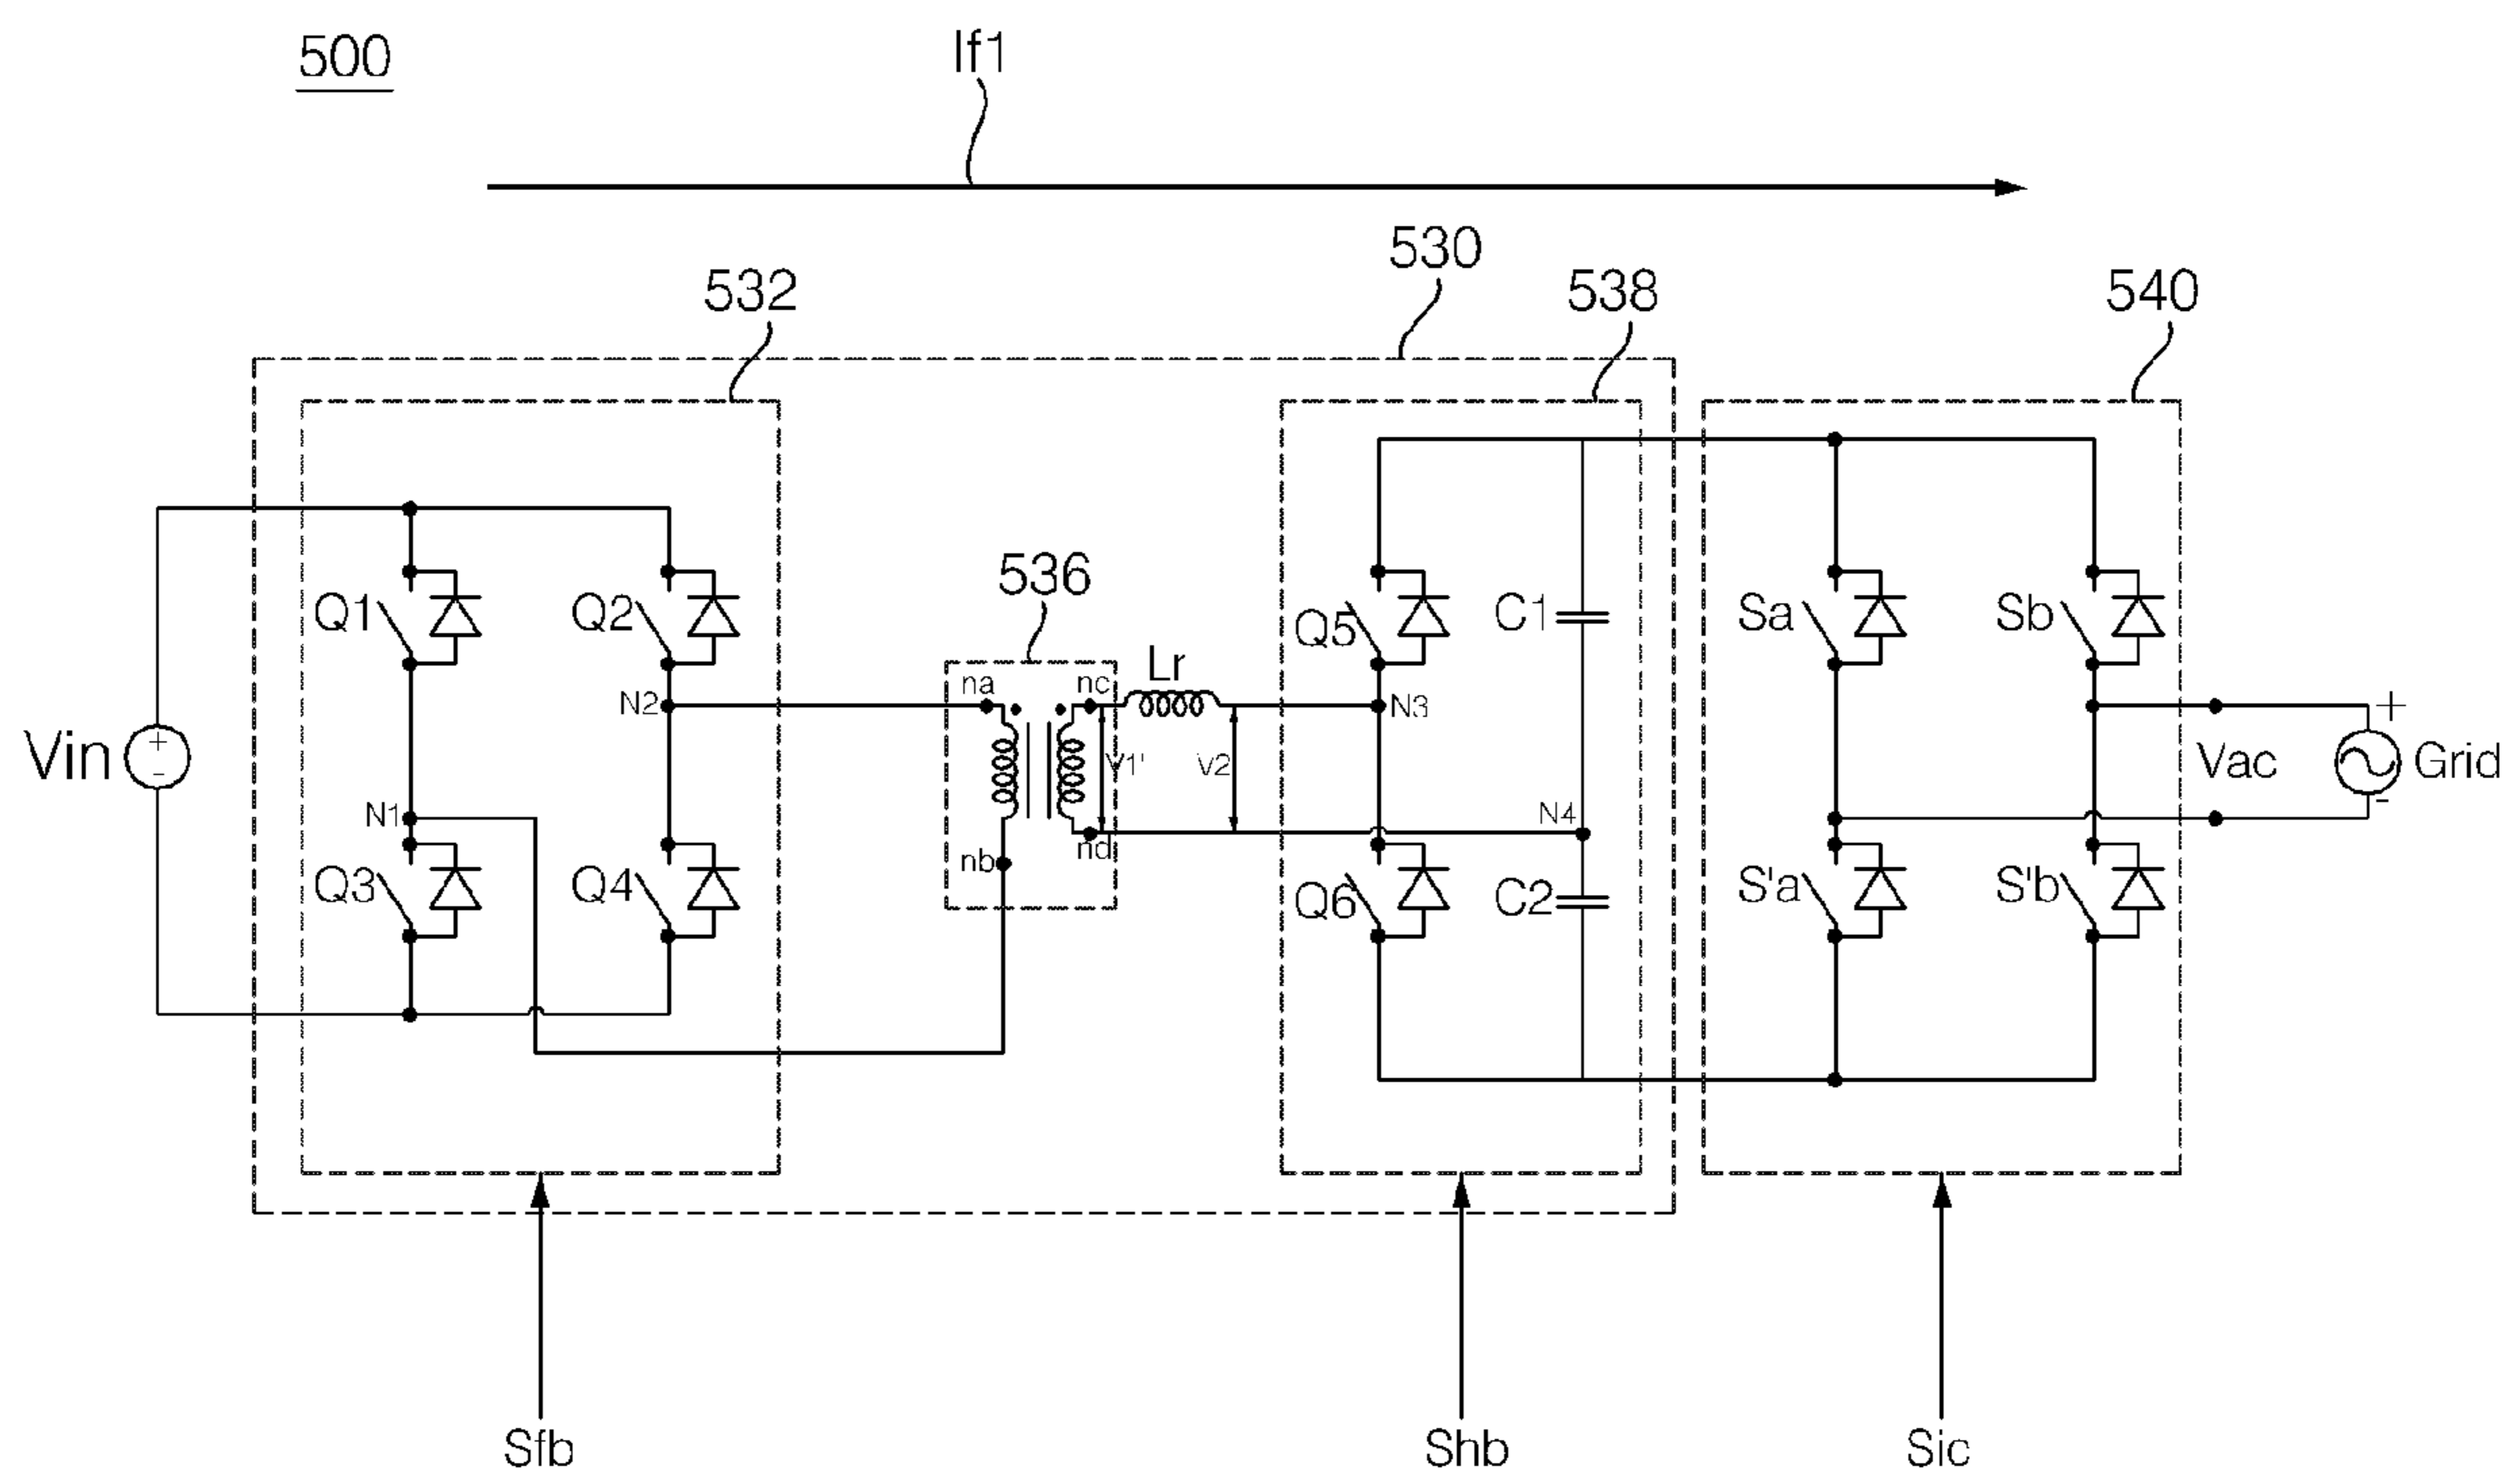 500
If1
530
532
538
540
536
Q1
Q2
na
nc
Lr
Q5
C1
Sa
Sb
N2
N3
+
Vin
+
-
V1'
V2
Vac
Grid
N1
N4
-
Q3
Q4
nb
nd
Q6
C2
S'a
S'b
Sfb
Shb
Sic